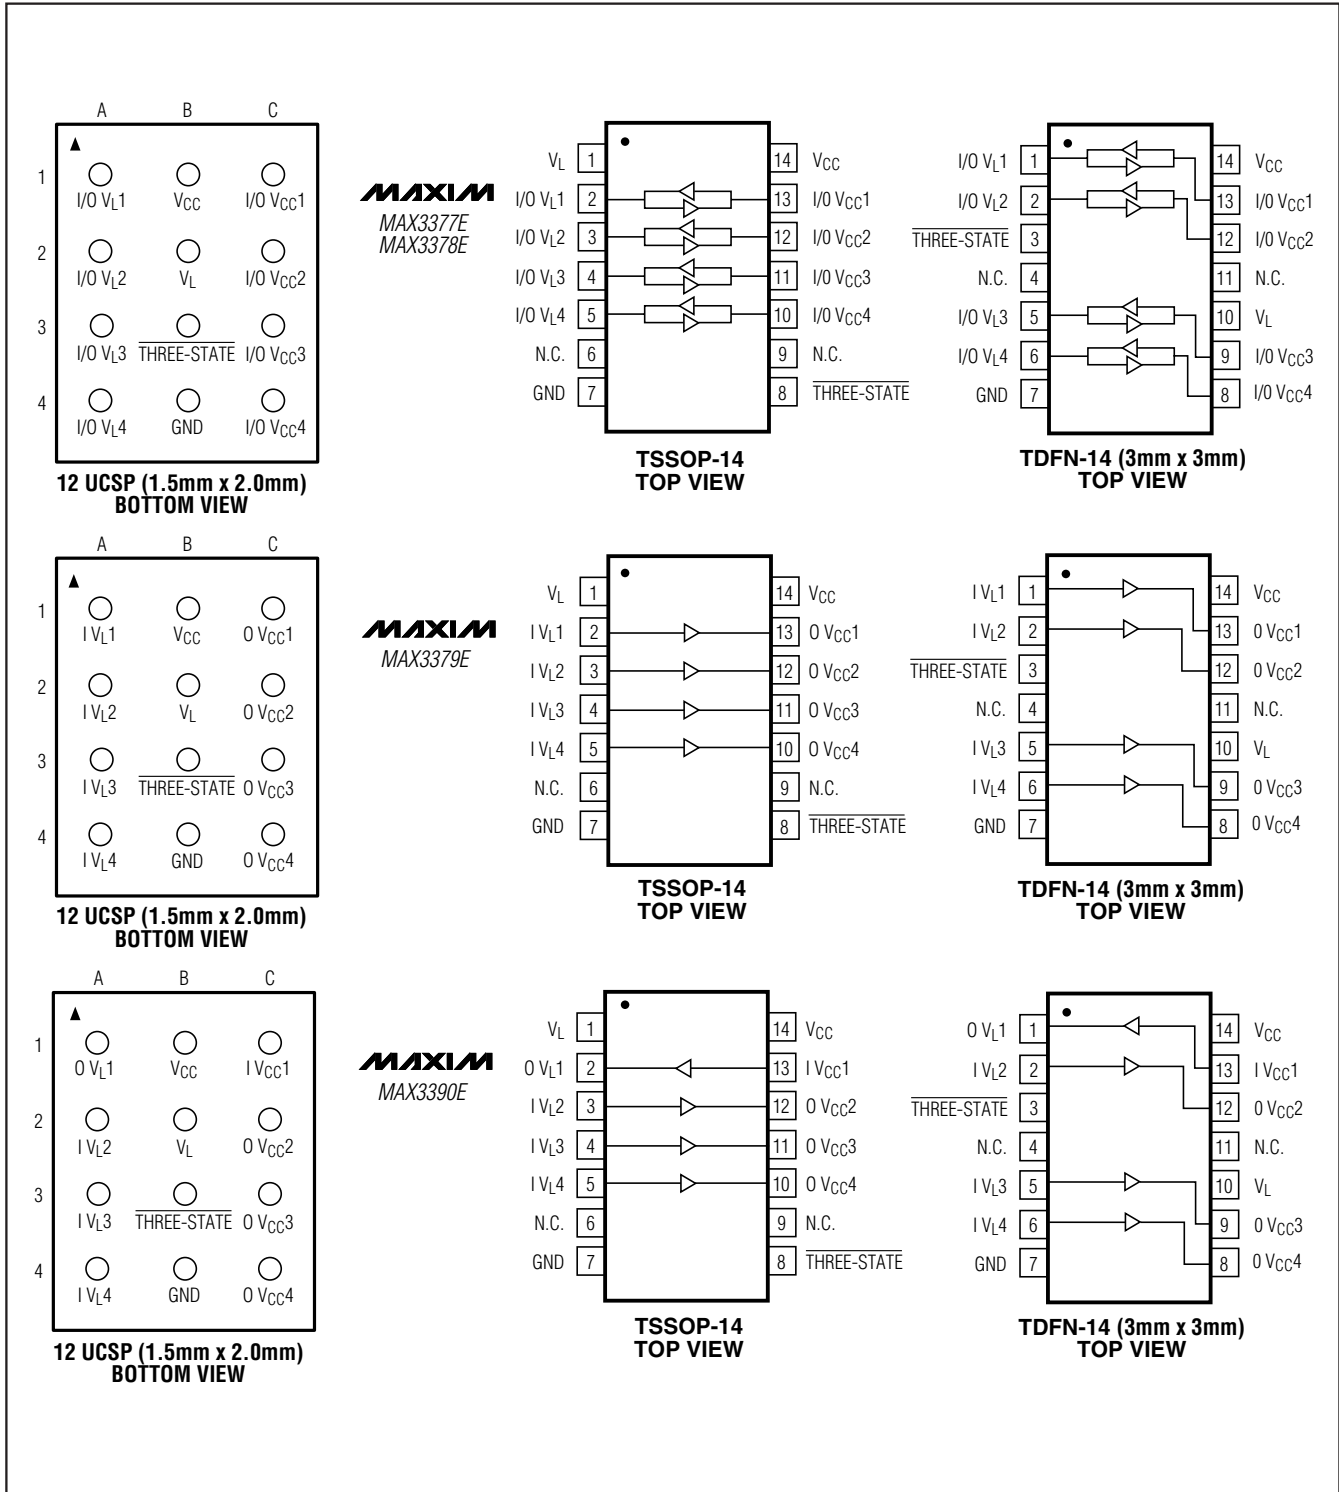 A B C
1 2 3 4
I/O VL1 VCC I/O VCC1
I/O VL2 VL I/O VCC2
I/O VL3 THREE-STATE I/O VCC3
I/O VL4 GND I/O VCC4
12 UCSP (1.5mm x 2.0mm)
BOTTOM VIEW
MAXIM
MAX3377E
MAX3378E
VL 1 14 VCC
I/O VL1 2 13 I/O VCC1
I/O VL2 3 12 I/O VCC2
I/O VL3 4 11 I/O VCC3
I/O VL4 5 10 I/O VCC4
N.C. 6 9 N.C.
GND 7 8 THREE-STATE
TSSOP-14
TOP VIEW
I/O VL1 1 14 VCC
I/O VL2 2 13 I/O VCC1
THREE-STATE 3 12 I/O VCC2
N.C. 4 11 N.C.
I/O VL3 5 10 VL
I/O VL4 6 9 I/O VCC3
GND 7 8 I/O VCC4
TDFN-14 (3mm x 3mm)
TOP VIEW
A B C
1 2 3 4
I VL1 VCC O VCC1
I VL2 VL O VCC2
I VL3 THREE-STATE O VCC3
I VL4 GND O VCC4
12 UCSP (1.5mm x 2.0mm)
BOTTOM VIEW
MAXIM
MAX3379E
VL 1 14 VCC
I VL1 2 13 O VCC1
I VL2 3 12 O VCC2
I VL3 4 11 O VCC3
I VL4 5 10 O VCC4
N.C. 6 9 N.C.
GND 7 8 THREE-STATE
TSSOP-14
TOP VIEW
I VL1 1 14 VCC
I VL2 2 13 O VCC1
THREE-STATE 3 12 O VCC2
N.C. 4 11 N.C.
I VL3 5 10 VL
I VL4 6 9 O VCC3
GND 7 8 O VCC4
TDFN-14 (3mm x 3mm)
TOP VIEW
A B C
1 2 3 4
O VL1 VCC I VCC1
I VL2 VL O VCC2
I VL3 THREE-STATE O VCC3
I VL4 GND O VCC4
12 UCSP (1.5mm x 2.0mm)
BOTTOM VIEW
MAXIM
MAX3390E
VL 1 14 VCC
O VL1 2 13 I VCC1
I VL2 3 12 O VCC2
I VL3 4 11 O VCC3
I VL4 5 10 O VCC4
N.C. 6 9 N.C.
GND 7 8 THREE-STATE
TSSOP-14
TOP VIEW
O VL1 1 14 VCC
I VL2 2 13 I VCC1
THREE-STATE 3 12 O VCC2
N.C. 4 11 N.C.
I VL3 5 10 VL
I VL4 6 9 O VCC3
GND 7 8 O VCC4
TDFN-14 (3mm x 3mm)
TOP VIEW